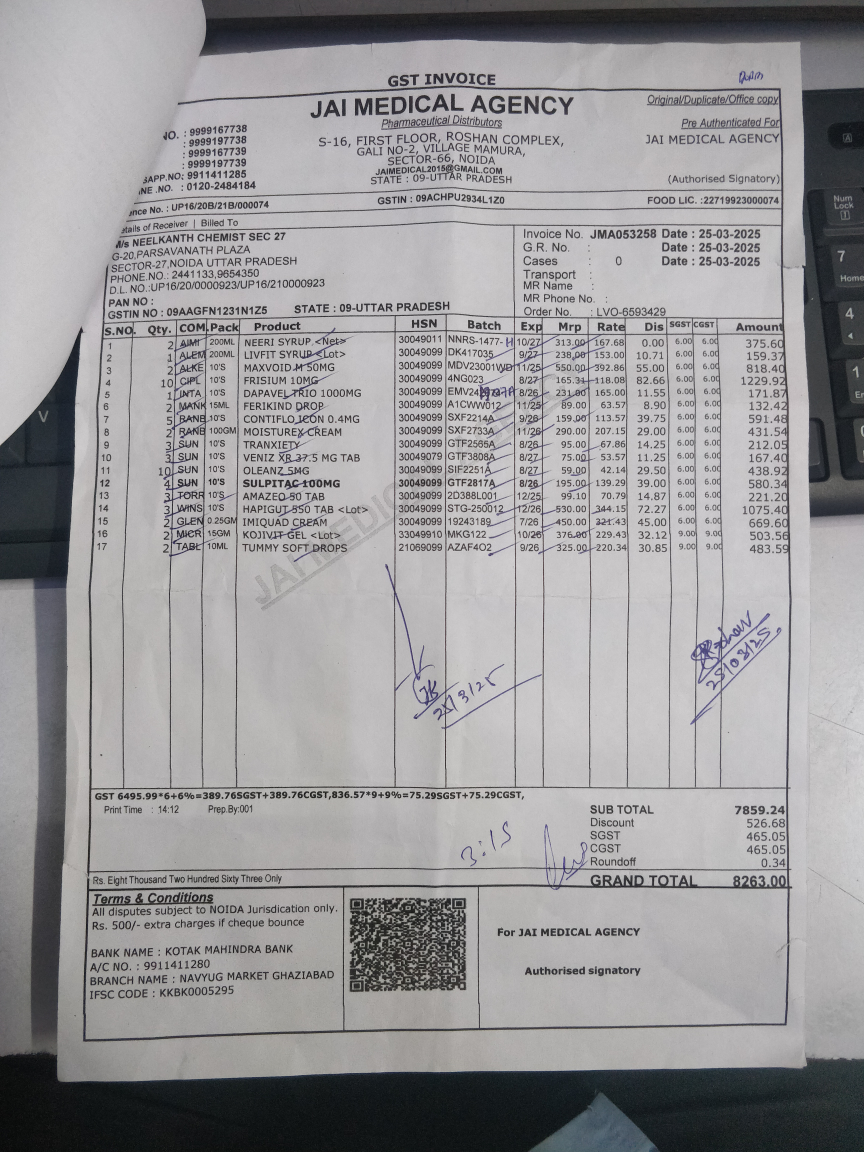 GST INVOICE
JAI MEDICAL AGENCY
Pharmaceutical Distributors
S-16, FIRST FLOOR, ROSHAN COMPLEX,
GALI NO-2, VILLAGE MAMURA,
SECTOR-66, NOIDA
JAIMEDICAL2015@GMAIL.COM
STATE : 09-UTTAR PRADESH
Original/Duplicate/Office copy
Pre Authenticated For
JAI MEDICAL AGENCY
(Authorised Signatory)
NO. : 9999167738
: 9999197738
: 9999167739
: 9999197739
APP.NO: 9911411285
NE .NO. : 0120-2484184
ence No. : UP16/20B/21B/000074
GSTIN : 09ACHPU2934L1Z0
FOOD LIC. :22719923000074
etails of Receiver | Billed To
M/s NEELKANTH CHEMIST SEC 27
G-20,PARSAVANATH PLAZA
SECTOR-27,NOIDA UTTAR PRADESH
PHONE.NO.: 2441133,9654350
D.L. NO.:UP16/20/0000923/UP16/210000923
PAN NO :
GSTIN NO : 09AAGFN1231N1Z5 STATE : 09-UTTAR PRADESH
Invoice No. JMA053258 Date : 25-03-2025
G.R. No. : Date : 25-03-2025
Cases : 0 Date : 25-03-2025
Transport :
MR Name :
MR Phone No. :
Order No. : LVO-6593429
S.NO. Qty. COM. Pack Product HSN Batch Exp Mrp Rate Dis SGST CGST Amount
1 2 AIMI 200ML NEERI SYRUP <Net> 30049011 NNRS-1477-H 10/27 313.00 167.68 0.00 6.00 6.00 375.60
2 1 ALEM 200ML LIVFIT SYRUP <Lot> 30049099 DK417035 9/27 238.00 153.00 10.71 6.00 6.00 159.37
3 2 ALKE 10'S MAXVOID M 50MG 30049099 MDV23001WD 11/25 550.00 392.86 55.00 6.00 6.00 818.40
4 10 CIPL 10'S FRISIUM 10MG 30049099 4NG023 8/27 165.31 118.08 82.66 6.00 6.00 1229.92
5 1 INTA 10'S DAPAVEL TRIO 1000MG 30049099 8/26 231.00 165.00 11.55 6.00 6.00 171.87
6 2 MANK 15ML FERIKIND DROP 30049099 A1CWW012 11/25 89.00 63.57 8.90 6.00 6.00 132.42
7 5 RANB 10'S CONTIFLO ICON 0.4MG 30049099 SXF2214A 9/26 159.00 113.57 39.75 6.00 6.00 591.48
8 2 RANB 100GM MOISTUREX CREAM 30049099 SXF2733A 11/26 290.00 207.15 29.00 6.00 6.00 431.54
9 3 SUN 10'S TRANXIETY 30049099 GTF2565A 8/26 95.00 67.86 14.25 6.00 6.00 212.05
10 3 SUN 10'S VENIZ XR 37.5 MG TAB 30049079 GTF3808A 8/27 75.00 53.57 11.25 6.00 6.00 167.40
11 10 SUN 10'S OLEANZ 5MG 30049099 SIF2251A 8/27 59.00 42.14 29.50 6.00 6.00 438.92
12 4 SUN 10'S SULPITAC 100MG 30049099 GTF2817A 8/26 195.00 139.29 39.00 6.00 6.00 580.34
13 3 TORR 10'S AMAZEO 50 TAB 30049099 2D388L001 12/25 99.10 70.79 14.87 6.00 6.00 221.20
14 3 WINS 10'S HAPIGUT 550 TAB <Lot> 30049099 STG-250012 12/26 530.00 344.15 72.27 6.00 6.00 1075.40
15 2 GLEN 0.25GM IMIQUAD CREAM 30049099 19243189 7/26 450.00 321.43 45.00 6.00 6.00 669.60
16 2 MICR 15GM KOJIVIT GEL <Lot> 33049910 MKG122 10/26 376.00 229.43 32.12 9.00 9.00 503.56
17 2 TABL 10ML TUMMY SOFT DROPS 21069099 AZAF4O2 9/26 325.00 220.34 30.85 9.00 9.00 483.59
JAI MEDICAL AGENCY
25/3/25
25/03/25
GST 6495.99*6+6%=389.76SGST+389.76CGST,836.57*9+9%=75.29SGST+75.29CGST,
Print Time : 14:12 Prep.By:001
3:15
SUB TOTAL 7859.24
Discount 526.68
SGST 465.05
CGST 465.05
Roundoff 0.34
Rs. Eight Thousand Two Hundred Sixty Three Only
GRAND TOTAL 8263.00
Terms & Conditions
All disputes subject to NOIDA Jurisdication only.
Rs. 500/- extra charges if cheque bounce
BANK NAME : KOTAK MAHINDRA BANK
A/C NO. : 9911411280
BRANCH NAME : NAVYUG MARKET GHAZIABAD
IFSC CODE : KKBK0005295
For JAI MEDICAL AGENCY
Authorised signatory
Num
Lock
7
Home
4
1
V